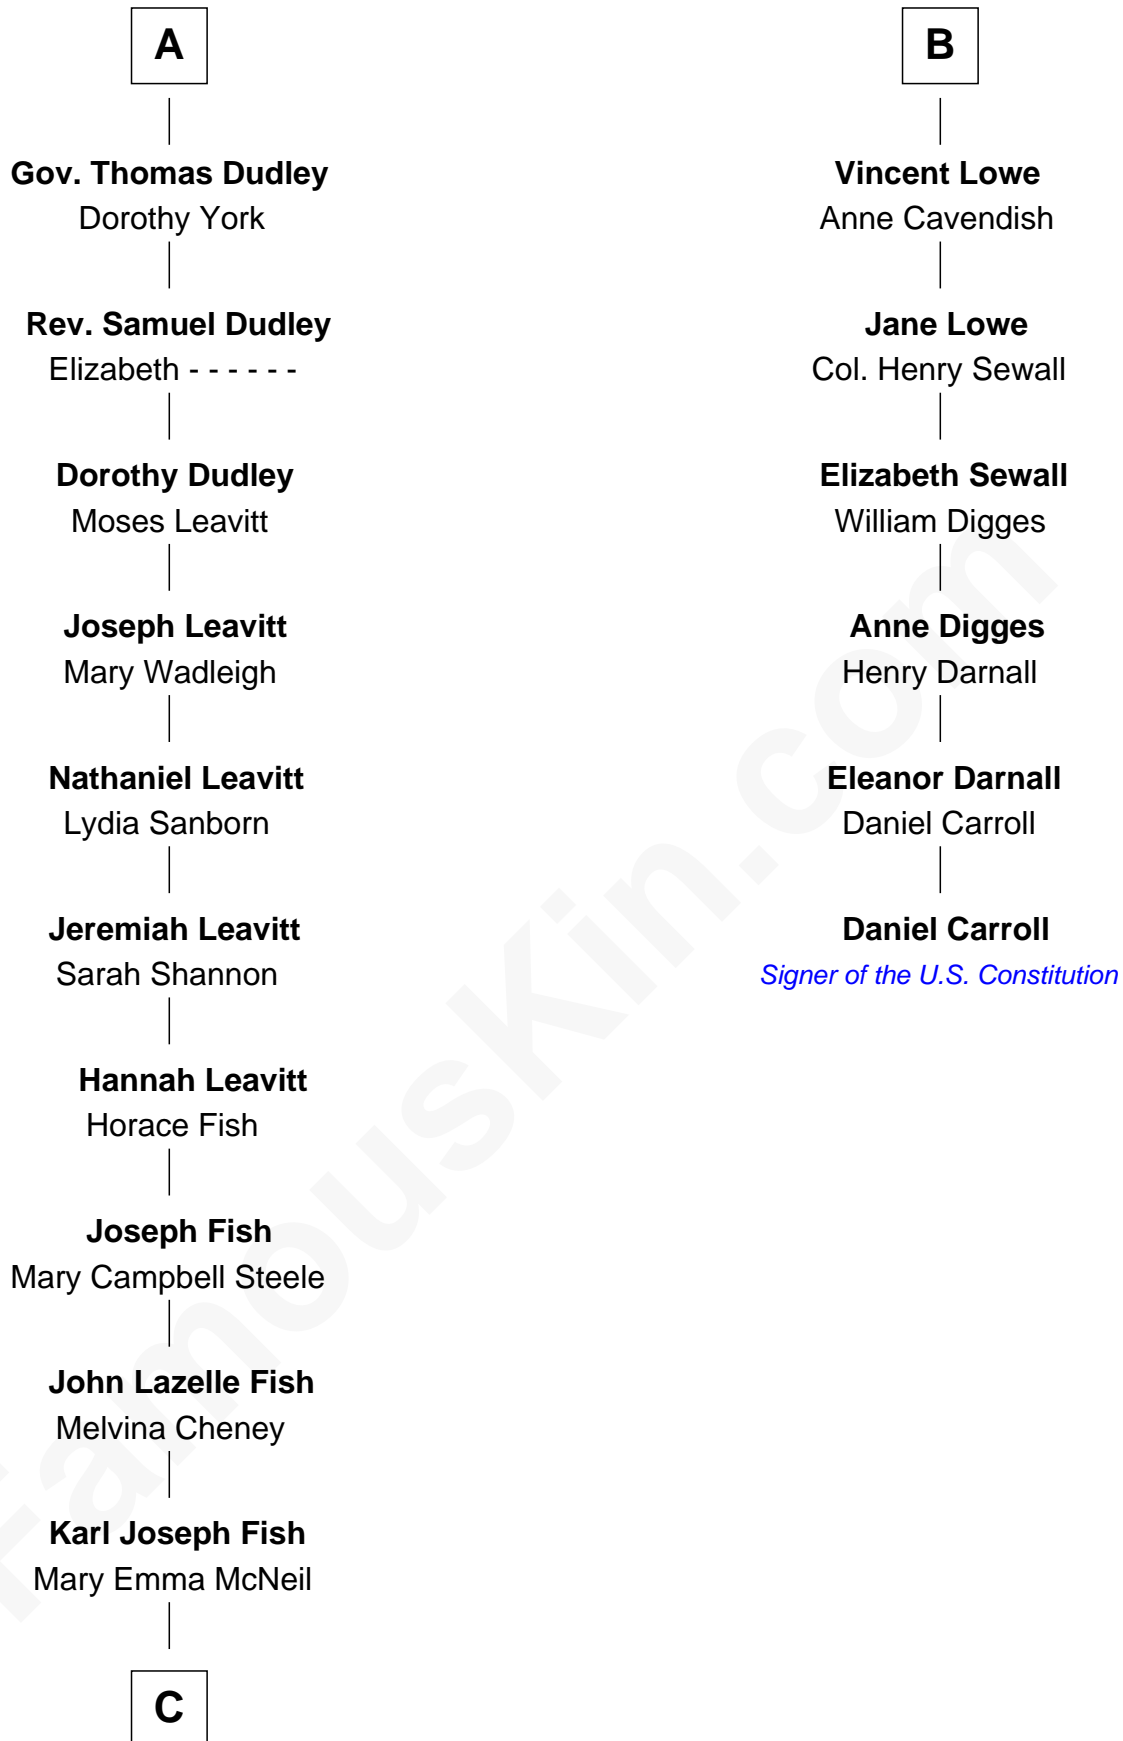 A
Gov. Thomas Dudley
Dorothy York
Rev. Samuel Dudley
Elizabeth - - - - - -
Dorothy Dudley
Moses Leavitt
Joseph Leavitt
Mary Wadleigh
Nathaniel Leavitt
Lydia Sanborn
Jeremiah Leavitt
Sarah Shannon
Hannah Leavitt
Horace Fish
Joseph Fish
Mary Campbell Steele
John Lazelle Fish
Melvina Cheney
Karl Joseph Fish
Mary Emma McNeil
C
B
Vincent Lowe
Anne Cavendish
Jane Lowe
Col. Henry Sewall
Elizabeth Sewall
William Digges
Anne Digges
Henry Darnall
Eleanor Darnall
Daniel Carroll
Daniel Carroll
Signer of the U.S. Constitution
FamousKin.com